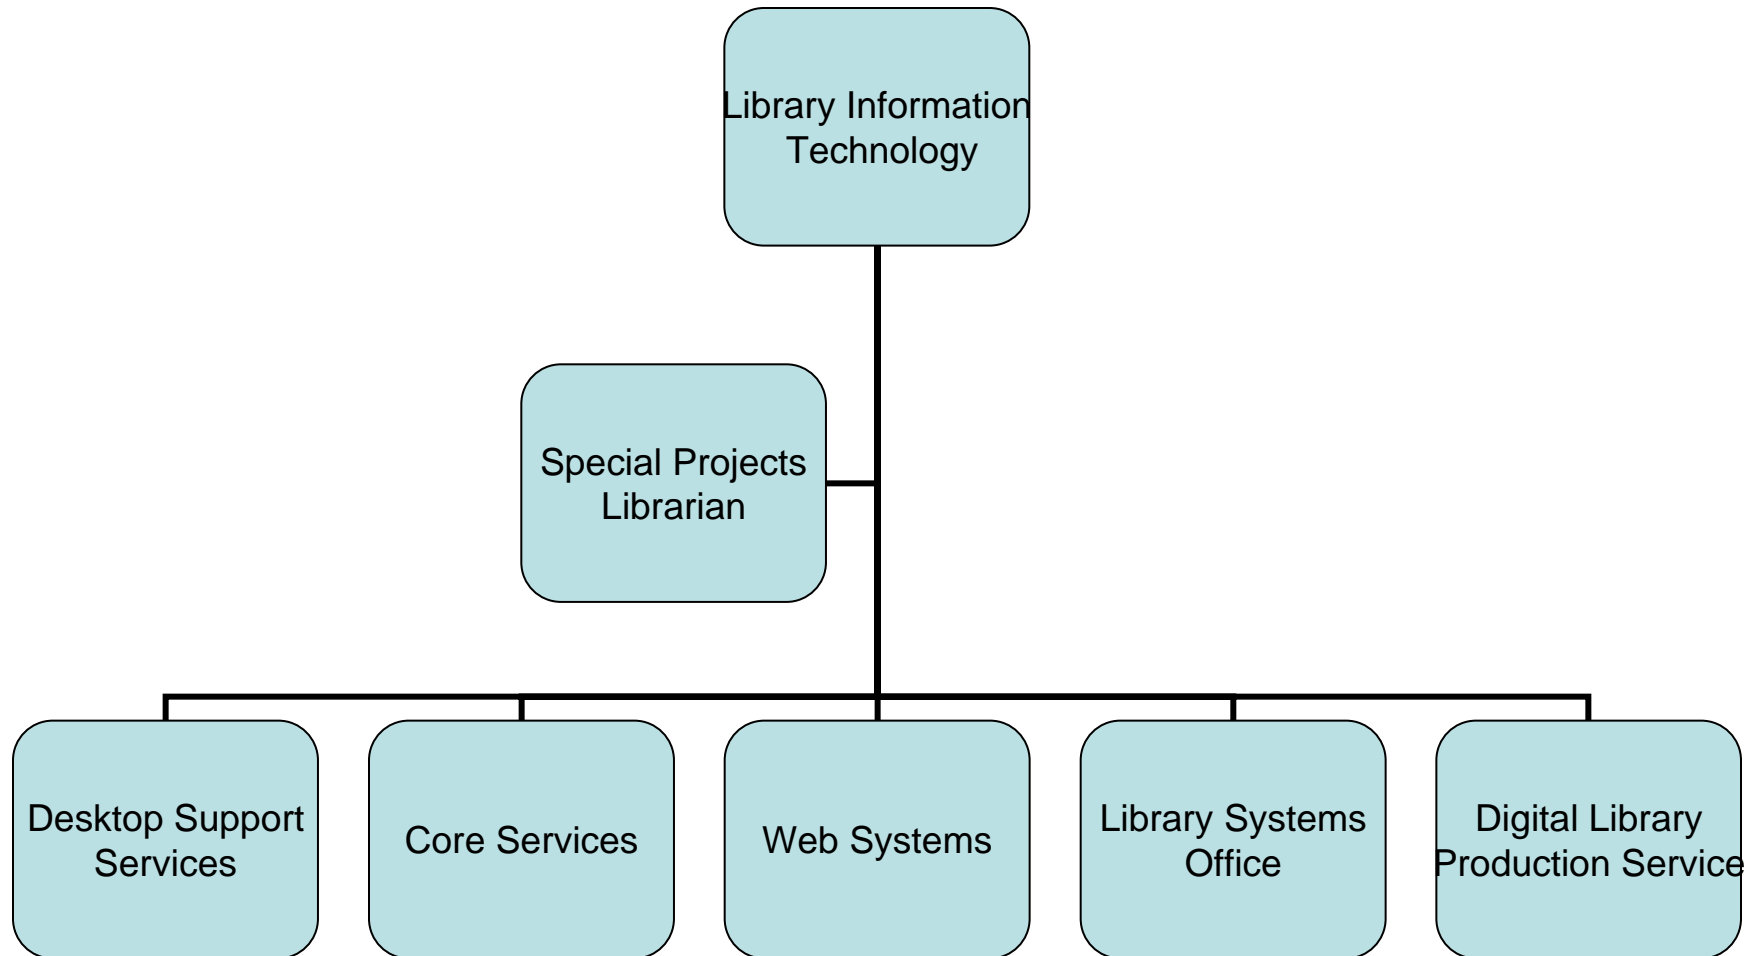 Library Information
Technology
Special Projects
Librarian
Desktop Support
Services
Core Services
Web Systems
Library Systems
Office
Digital Library
Production Service